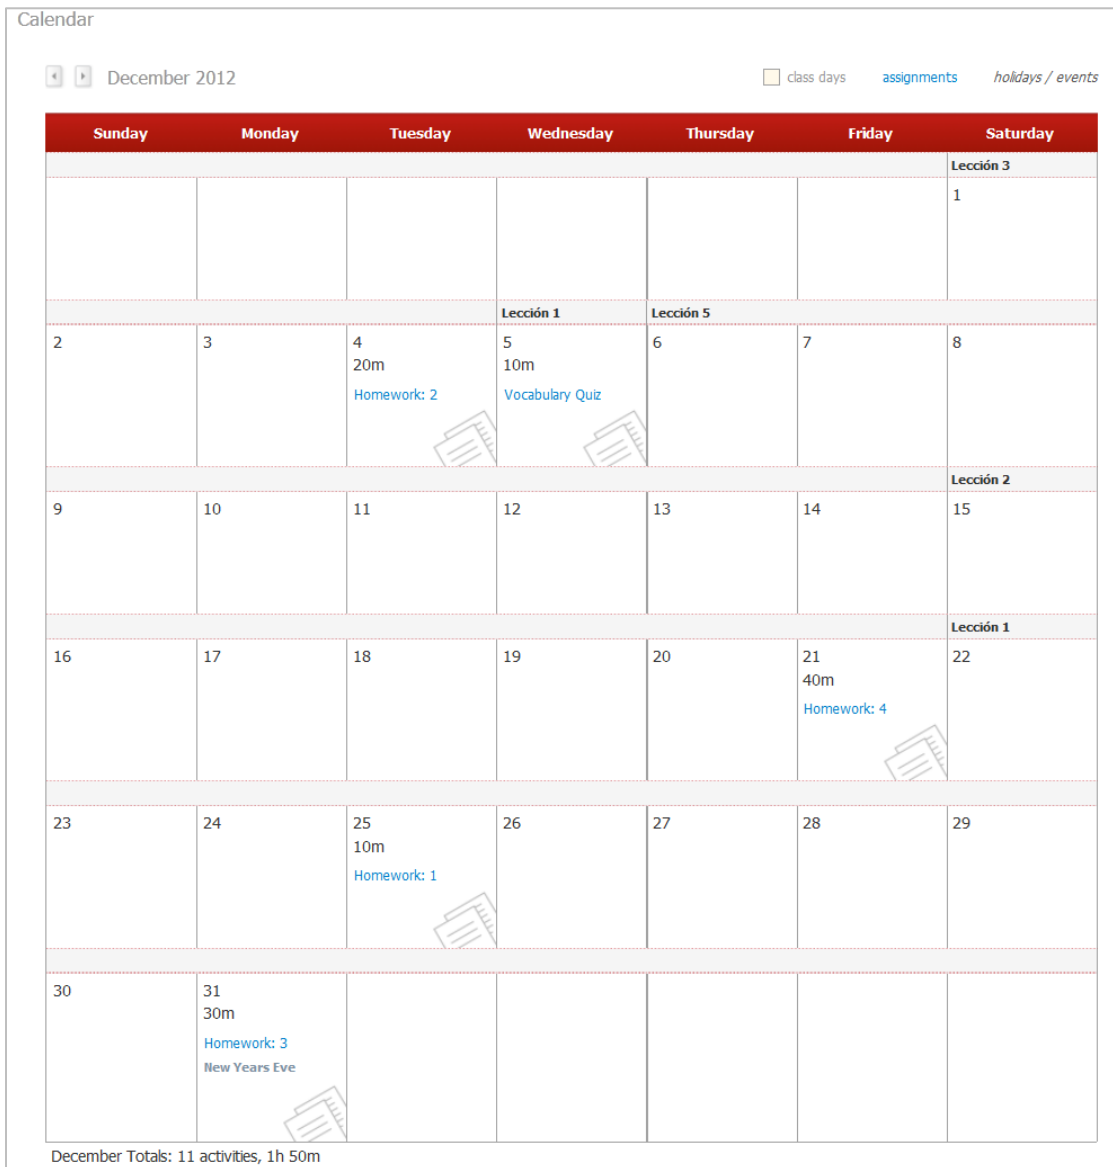 Calendar
December 2012 class days assignments holidays / events
Sunday Monday Tuesday Wednesday Thursday Friday Saturday
Lección 3
1
Lección 1 Lección 5
2 3 4 5 6 7 8
20m 10m
Homework: 2 Vocabulary Quiz
Lección 2
9 10 11 12 13 14 15
Lección 1
16 17 18 19 20 21 22
40m
Homework: 4
23 24 25 26 27 28 29
10m
Homework: 1
30 31
30m
Homework: 3
New Years Eve
December Totals: 11 activities, 1h 50m